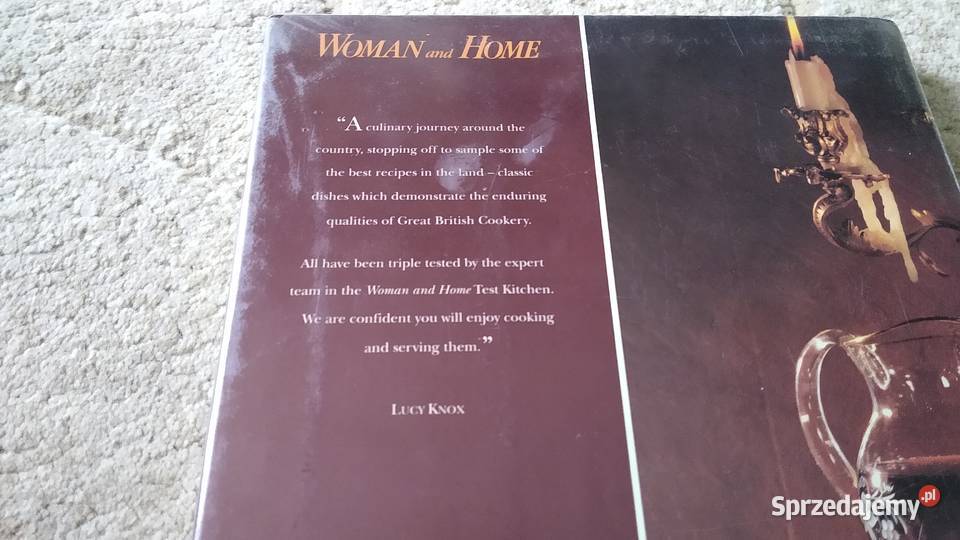 WOMAN and HOME
“A culinary journey around the
country, stopping off to sample some of
the best recipes in the land – classic
dishes which demonstrate the enduring
qualities of Great British Cookery.
All have been triple tested by the expert
team in the Woman and Home Test Kitchen.
We are confident you will enjoy cooking
and serving them.”
LUCY KNOX
Sprzedajemy.pl